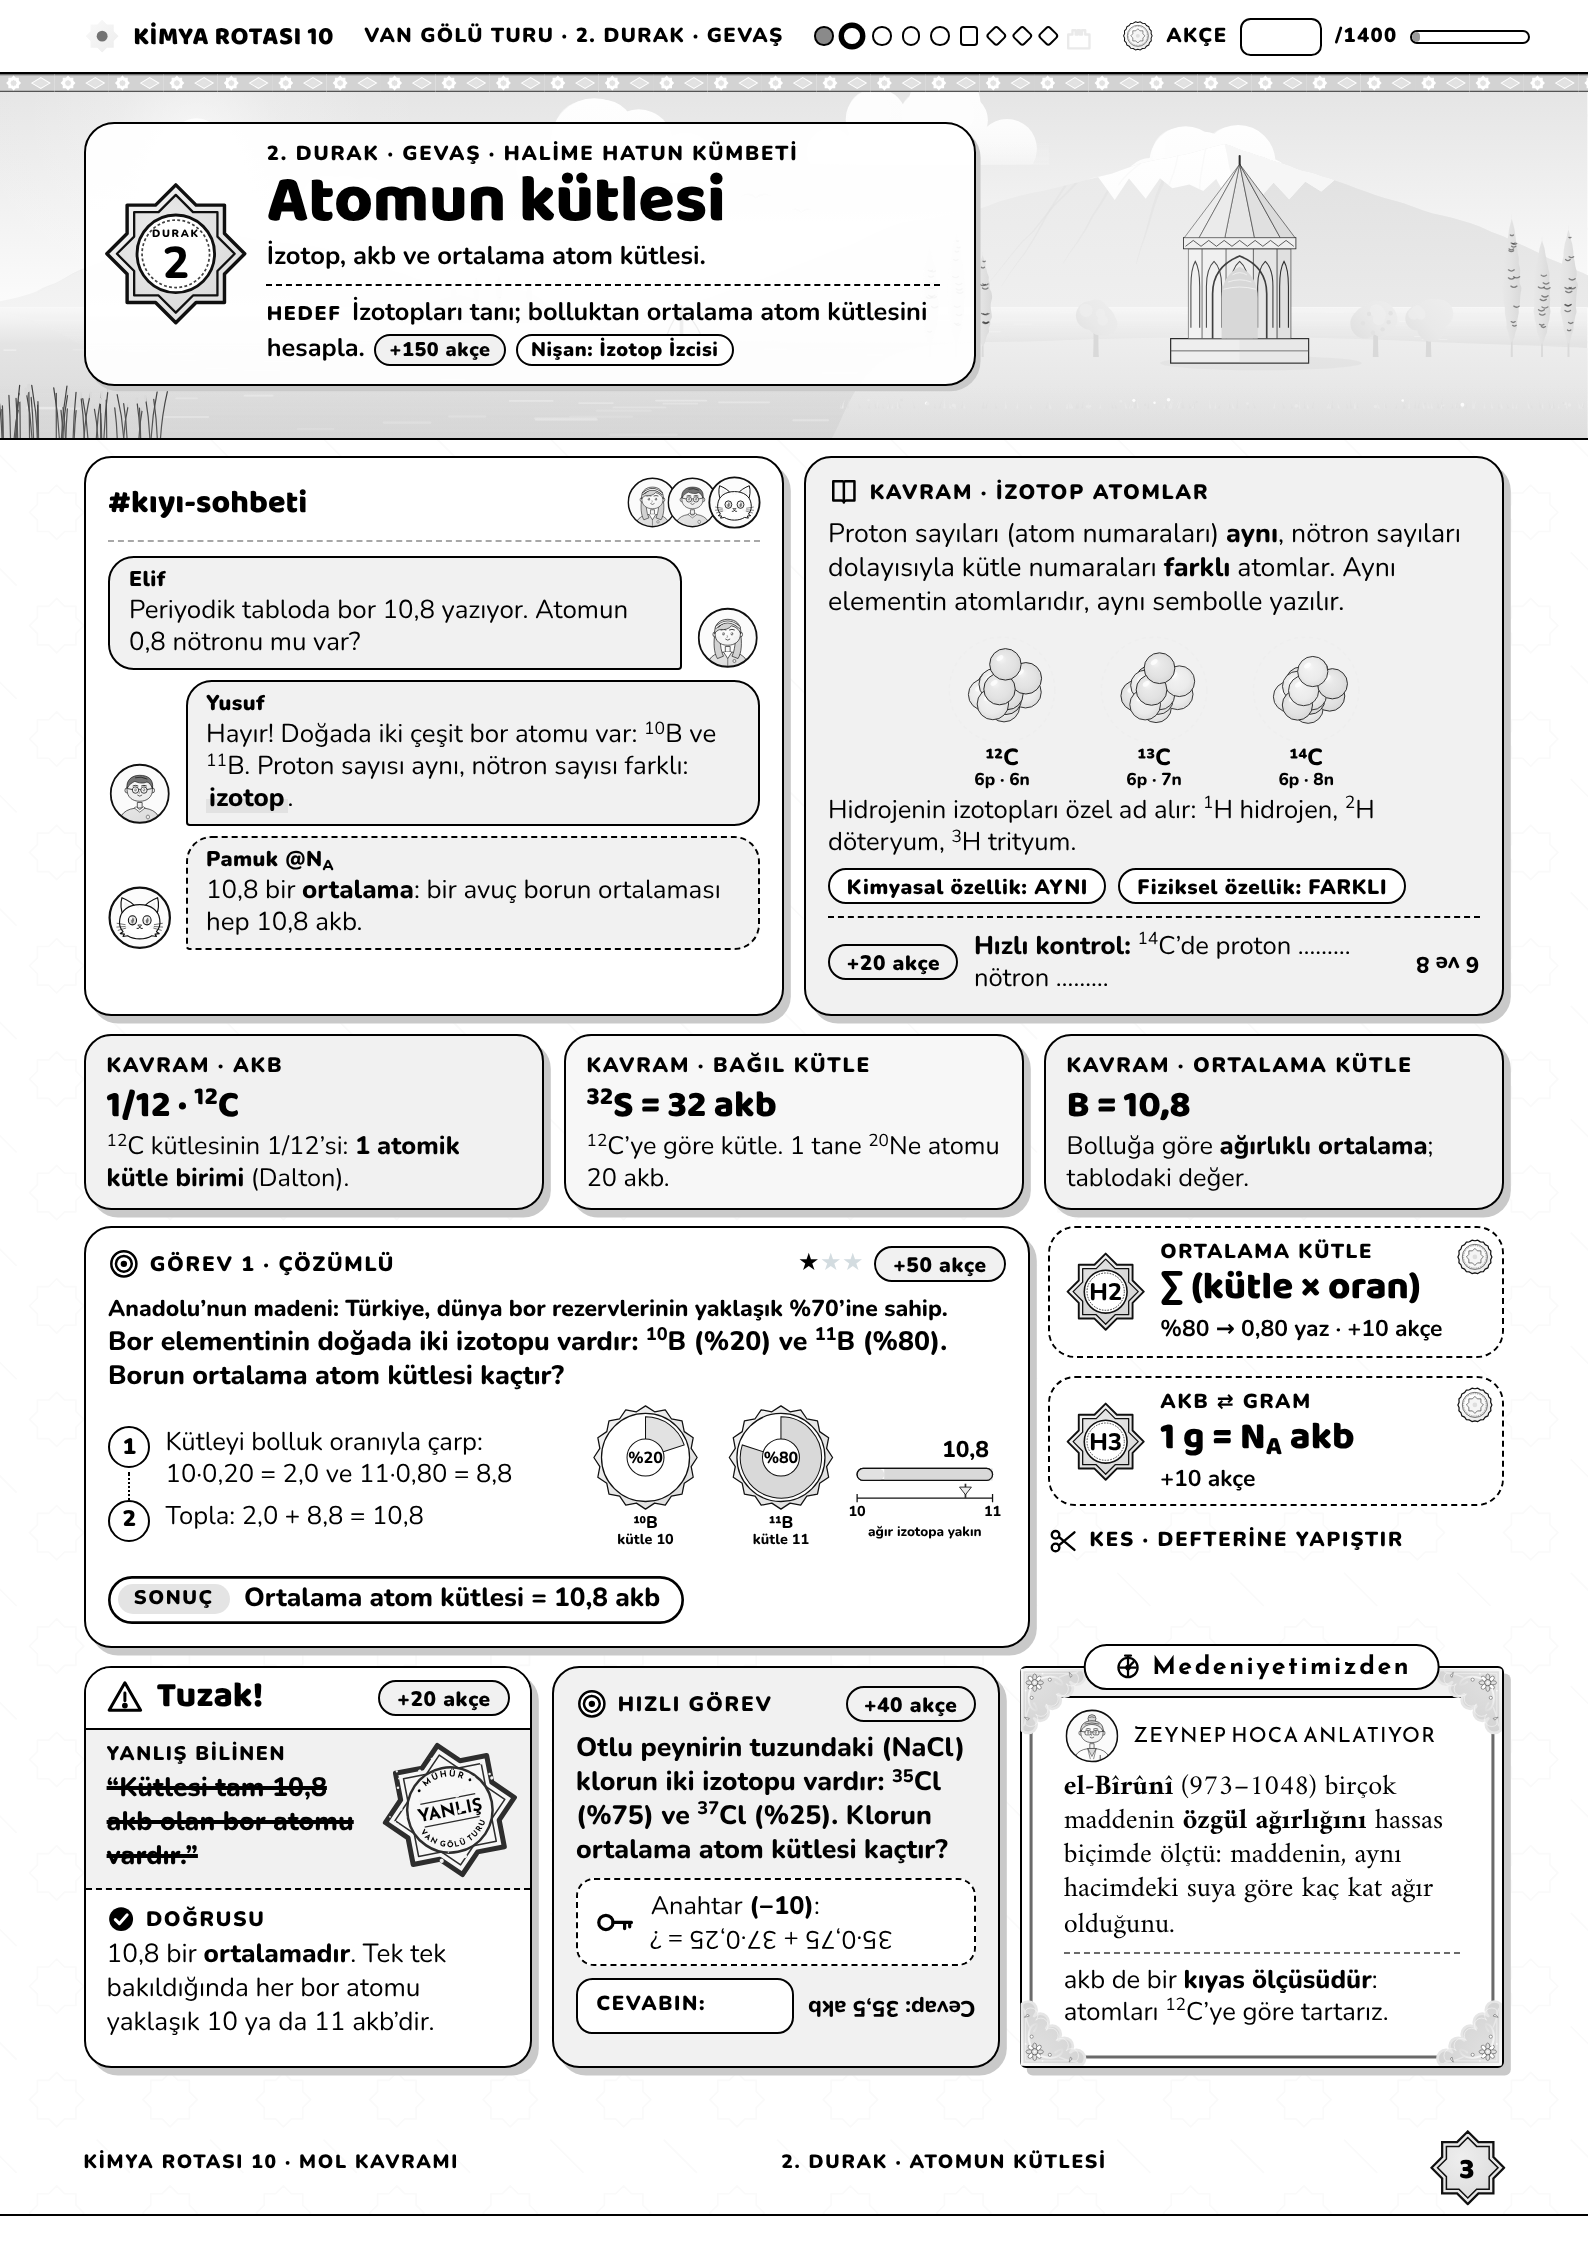 KİMYA ROTASI 10 VAN GÖLÜ TURU · 2. DURAK · GEVAŞ AKÇE /1400
2. DURAK · GEVAŞ · HALİME HATUN KÜMBETİ
DURAK
2
Atomun kütlesi
İzotop, akb ve ortalama atom kütlesi.
HEDEF İzotopları tanı; bolluktan ortalama atom kütlesini
hesapla. +150 akçe Nişan: İzotop İzcisi
#kıyı-sohbeti
Elif
Periyodik tabloda bor 10,8 yazıyor. Atomun
0,8 nötronu mu var?
Yusuf
Hayır! Doğada iki çeşit bor atomu var: ¹⁰B ve
¹¹B. Proton sayısı aynı, nötron sayısı farklı:
izotop.
Pamuk @Nₐ
10,8 bir ortalama: bir avuç borun ortalaması
hep 10,8 akb.
KAVRAM · İZOTOP ATOMLAR
Proton sayıları (atom numaraları) aynı, nötron sayıları
dolayısıyla kütle numaraları farklı atomlar. Aynı
elementin atomlarıdır, aynı sembolle yazılır.
¹²C ¹³C ¹⁴C
6p · 6n 6p · 7n 6p · 8n
Hidrojenin izotopları özel ad alır: ¹H hidrojen, ²H
döteryum, ³H trityum.
Kimyasal özellik: AYNI Fiziksel özellik: FARKLI
+20 akçe
Hızlı kontrol: ¹⁴C’de proton .........
nötron .........
6 ve 8
KAVRAM · AKB
1/12 · ¹²C
¹²C kütlesinin 1/12’si: 1 atomik
kütle birimi (Dalton).
KAVRAM · BAĞIL KÜTLE
³²S = 32 akb
¹²C’ye göre kütle. 1 tane ²⁰Ne atomu
20 akb.
KAVRAM · ORTALAMA KÜTLE
B = 10,8
Bolluğa göre ağırlıklı ortalama;
tablodaki değer.
GÖREV 1 · ÇÖZÜMLÜ ★★★ +50 akçe
Anadolu’nun madeni: Türkiye, dünya bor rezervlerinin yaklaşık %70’ine sahip.
Bor elementinin doğada iki izotopu vardır: ¹⁰B (%20) ve ¹¹B (%80).
Borun ortalama atom kütlesi kaçtır?
1 Kütleyi bolluk oranıyla çarp:
10·0,20 = 2,0 ve 11·0,80 = 8,8
2 Topla: 2,0 + 8,8 = 10,8
%20
¹⁰B
kütle 10
%80
¹¹B
kütle 11
10,8
10 11
ağır izotopa yakın
SONUÇ Ortalama atom kütlesi = 10,8 akb
H2
ORTALAMA KÜTLE
∑ (kütle × oran)
%80 → 0,80 yaz · +10 akçe
H3
AKB ⇄ GRAM
1 g = Nₐ akb
+10 akçe
KES · DEFTERİNE YAPIŞTIR
Tuzak! +20 akçe
YANLIŞ BİLİNEN
“Kütlesi tam 10,8
akb olan bor atomu
vardır.”
· MÜHÜR ·
YANLIŞ
VAN GÖLÜ TURU
DOĞRUSU
10,8 bir ortalamadır. Tek tek
bakıldığında her bor atomu
yaklaşık 10 ya da 11 akb’dir.
HIZLI GÖREV +40 akçe
Otlu peynirin tuzundaki (NaCl)
klorun iki izotopu vardır: ³⁵Cl
(%75) ve ³⁷Cl (%25). Klorun
ortalama atom kütlesi kaçtır?
Anahtar (−10):
35·0,75 + 37·0,25 = ?
CEVABIN:
Cevap: 35,5 akb
Medeniyetimizden
ZEYNEP HOCA ANLATIYOR
el-Bîrûnî (973–1048) birçok
maddenin özgül ağırlığını hassas
biçimde ölçtü: maddenin, aynı
hacimdeki suya göre kaç kat ağır
olduğunu.
akb de bir kıyas ölçüsüdür:
atomları ¹²C’ye göre tartarız.
KİMYA ROTASI 10 · MOL KAVRAMI 2. DURAK · ATOMUN KÜTLESİ 3